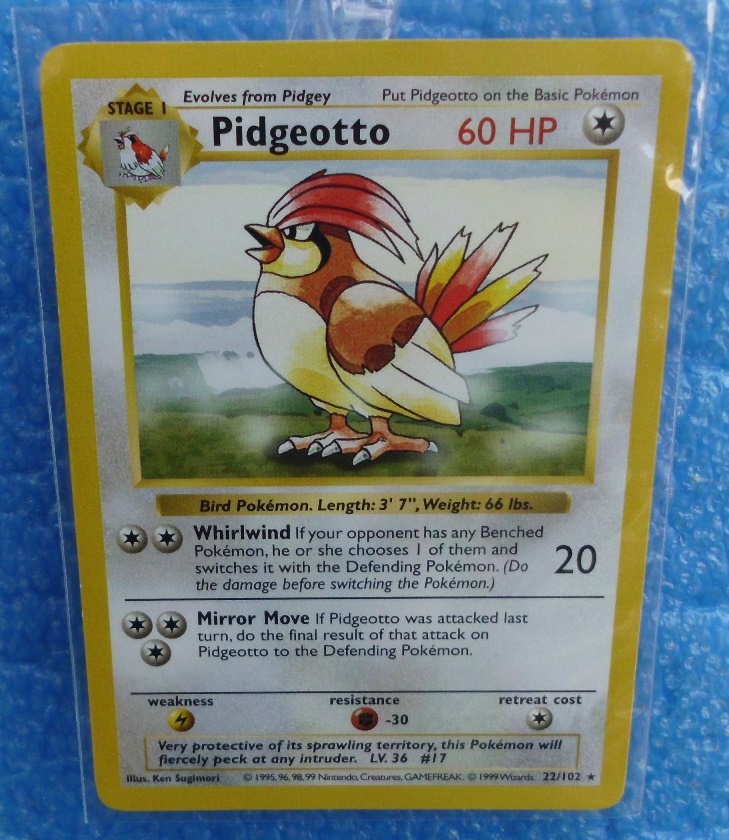 STAGE 1 Evolves from Pidgey Put Pidgeotto on the Basic Pokémon
Pidgeotto 60 HP
Bird Pokémon. Length: 3' 7", Weight: 66 lbs.
Whirlwind If your opponent has any Benched
Pokémon, he or she chooses 1 of them and
switches it with the Defending Pokémon. (Do
the damage before switching the Pokémon.)
20
Mirror Move If Pidgeotto was attacked last
turn, do the final result of that attack on
Pidgeotto to the Defending Pokémon.
weakness resistance retreat cost
-30
Very protective of its sprawling territory, this Pokémon will
fiercely peck at any intruder. LV. 36 #17
Illus. Ken Sugimori © 1995, 96, 98, 99 Nintendo, Creatures, GAMEFREAK. © 1999 Wizards. 22/102 ★